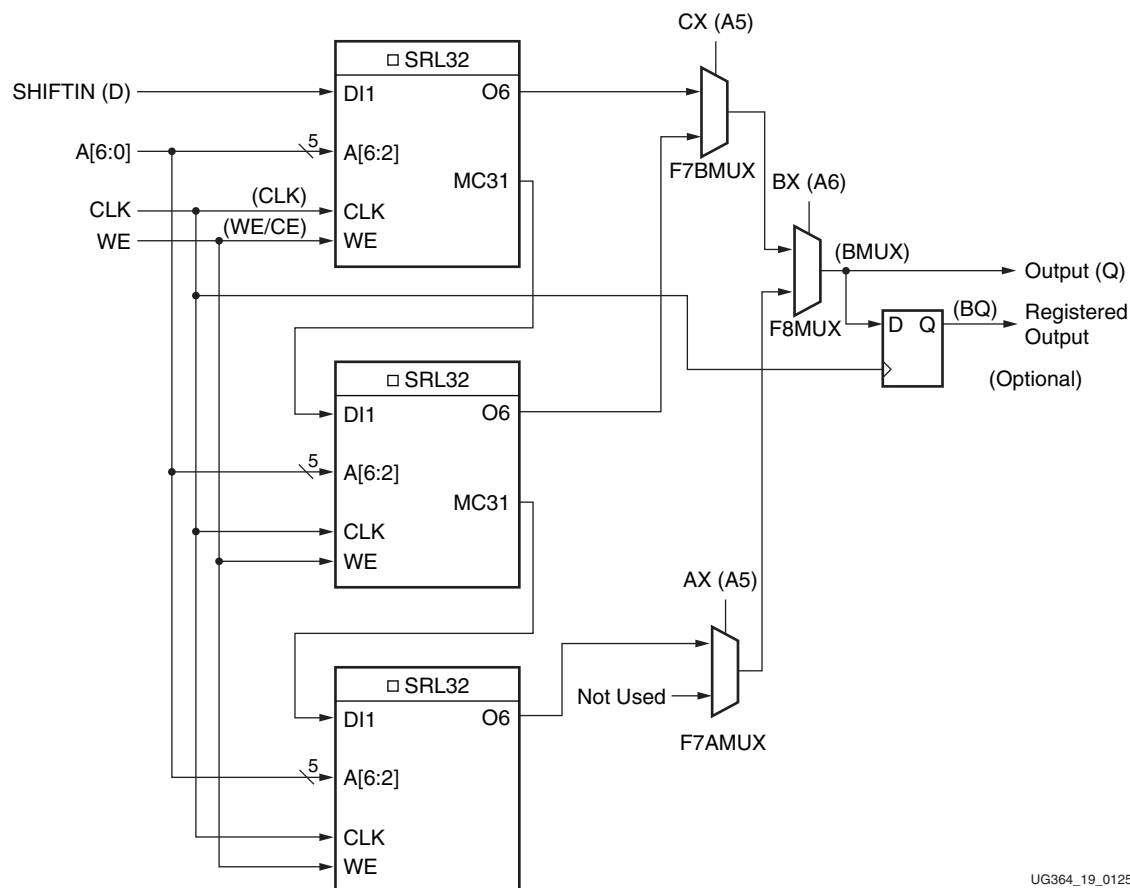 CX (A5)
□ SRL32
SHIFTIN (D)
DI1
O6
A[6:0]
5
A[6:2]
F7BMUX
MC31
BX (A6)
CLK
(CLK)
CLK
WE
(WE/CE)
WE
(BMUX)
Output (Q)
F8MUX
D Q
(BQ)
Registered
Output
(Optional)
□ SRL32
DI1
O6
5
A[6:2]
MC31
CLK
WE
AX (A5)
□ SRL32
Not Used
DI1
O6
F7AMUX
5
A[6:2]
CLK
WE
UG364_19_0125